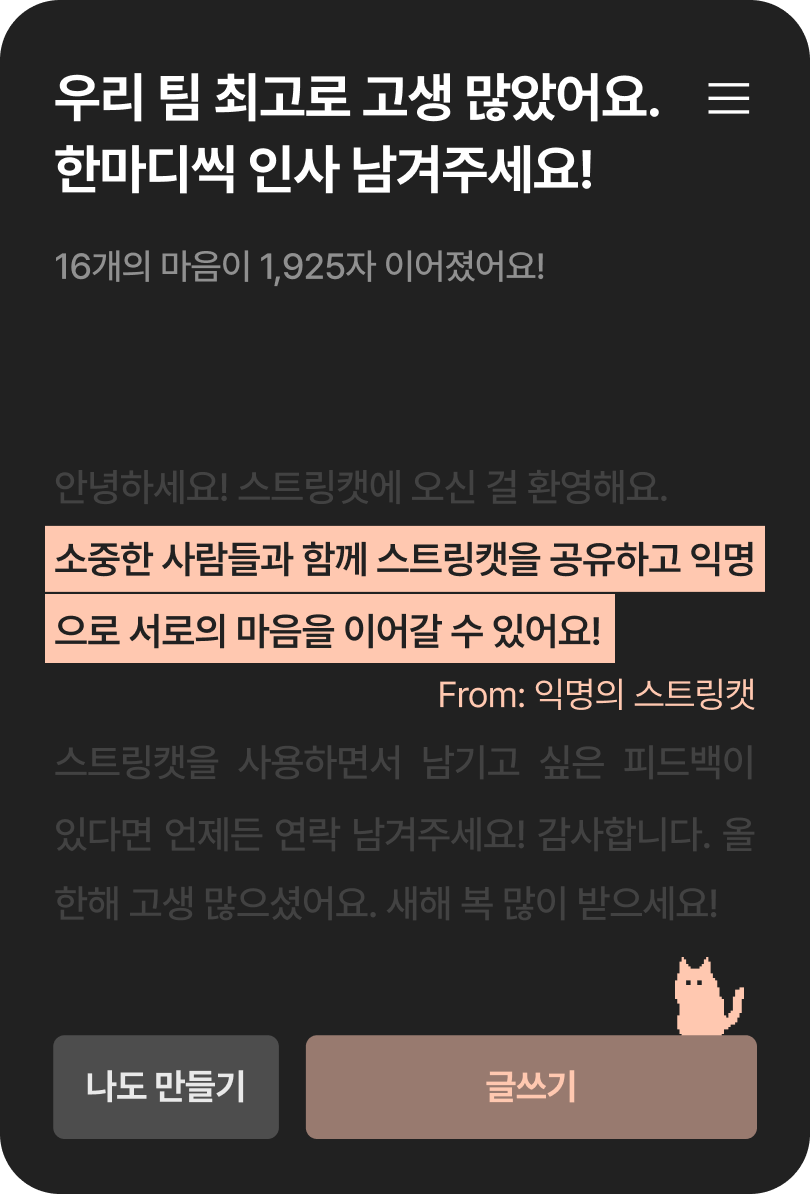 우리 팀 최고로 고생 많았어요.
한마디씩 인사 남겨주세요!
16개의 마음이 1,925자 이어졌어요!
안녕하세요! 스트링캣에 오신 걸 환영해요.
소중한 사람들과 함께 스트링캣을 공유하고 익명
으로 서로의 마음을 이어갈 수 있어요!
From: 익명의 스트링캣
스트링캣을 사용하면서 남기고 싶은 피드백이
있다면 언제든 연락 남겨주세요! 감사합니다. 올
한해 고생 많으셨어요. 새해 복 많이 받으세요!
나도 만들기
글쓰기